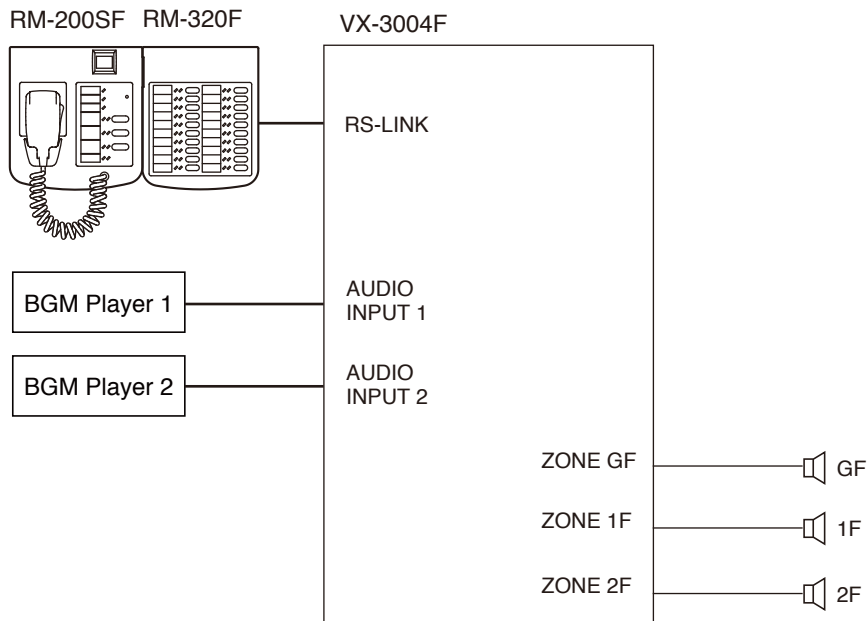 RM-200SF RM-320F VX-3004F
RS-LINK
BGM Player 1
AUDIO
INPUT 1
BGM Player 2
AUDIO
INPUT 2
ZONE GF
GF
ZONE 1F
1F
ZONE 2F
2F